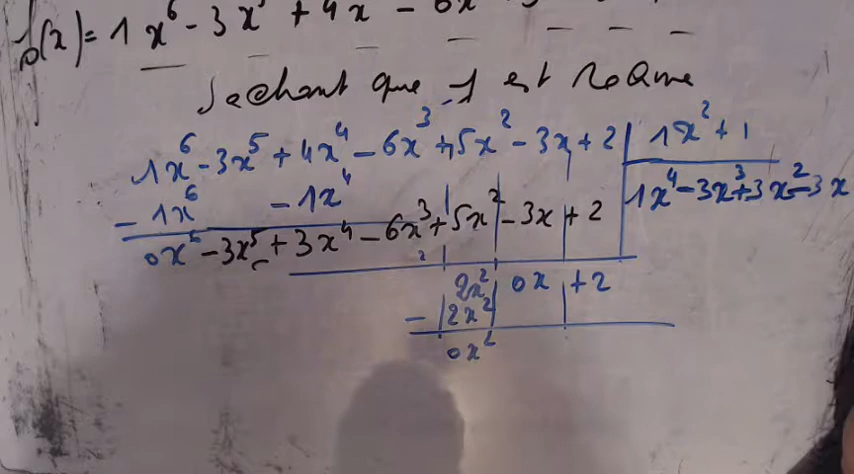 p(x) = 1x⁶ - 3x⁵ + 4x - 6x
Sachant que -1 est
1x⁶ - 3x⁵ + 4x⁴ - 6x³ + 5x² - 3x + 2 | 1x² + 1
- 1x⁶ - 1x⁴ | 1x⁴ - 3x³ + 3x² - 3x
0x⁶ - 3x⁵ + 3x⁴ - 6x³ + 5x² - 3x + 2
2x² 0x + 2
- 2x²
0x²